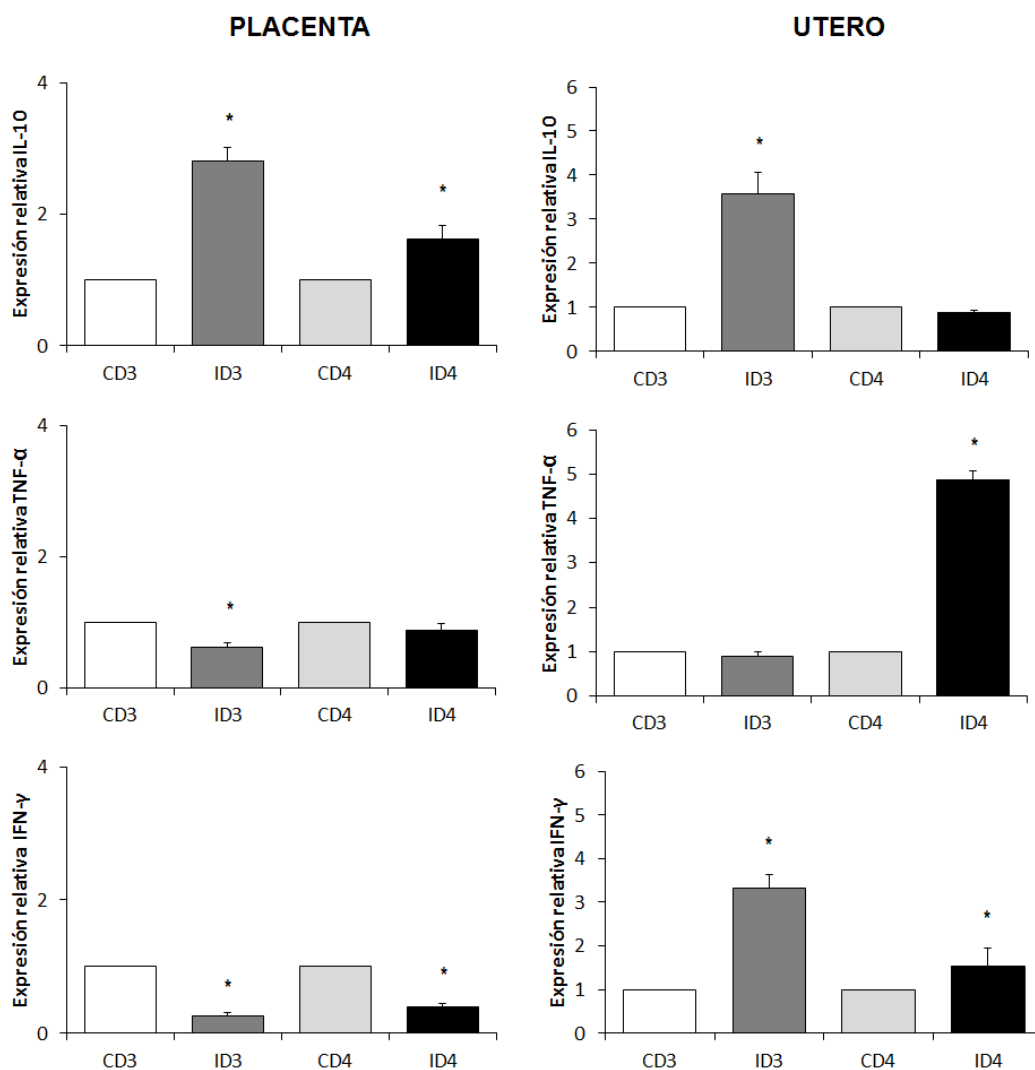 PLACENTA
UTERO
Expresión relativa IL-10
4
2
0
*
*
CD3 ID3 CD4 ID4
Expresión relativa IL-10
6
5
4
3
2
1
0
*
CD3 ID3 CD4 ID4
Expresión relativa TNF-α
4
2
0
*
CD3 ID3 CD4 ID4
Expresión relativa TNF-α
6
5
4
3
2
1
0
*
CD3 ID3 CD4 ID4
Expresión relativa IFN-γ
4
2
0
*
*
CD3 ID3 CD4 ID4
Expresión relativa IFN-γ
6
5
4
3
2
1
0
*
*
CD3 ID3 CD4 ID4